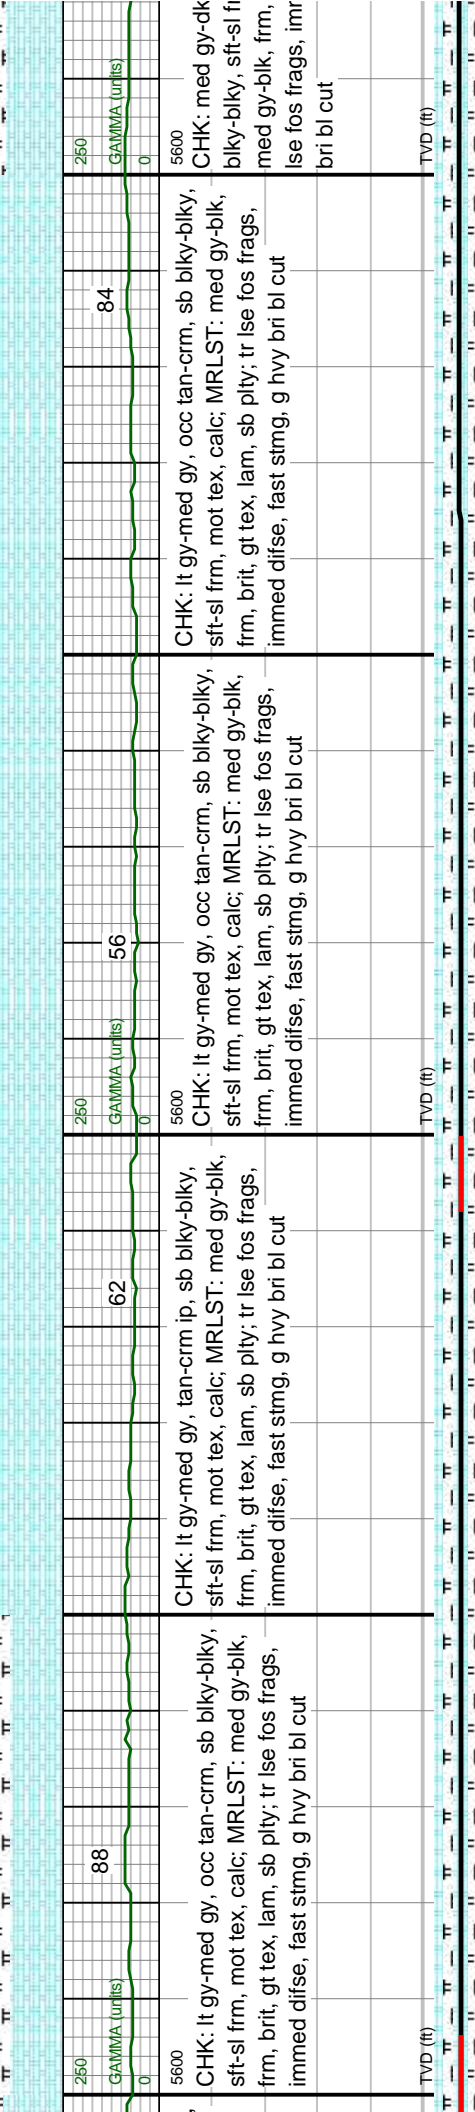 250
GAMMA (units)
0
88
5600
CHK: lt gy-med gy, occ tan-crm, sb blky-blky,
sft-sl frm, mot tex, calc; MRLST: med gy-blk,
frm, brit, gt tex, lam, sb plty; tr lse fos frags,
immed difse, fast stmg, g hvy bri bl cut
TVD (ft)
62
CHK: lt gy-med gy, tan-crm ip, sb blky-blky,
sft-sl frm, mot tex, calc; MRLST: med gy-blk,
frm, brit, gt tex, lam, sb plty; tr lse fos frags,
immed difse, fast stmg, g hvy bri bl cut
250
GAMMA (units)
0
56
5600
CHK: lt gy-med gy, occ tan-crm, sb blky-blky,
sft-sl frm, mot tex, calc; MRLST: med gy-blk,
frm, brit, gt tex, lam, sb plty; tr lse fos frags,
immed difse, fast stmg, g hvy bri bl cut
TVD (ft)
84
CHK: lt gy-med gy, occ tan-crm, sb blky-blky,
sft-sl frm, mot tex, calc; MRLST: med gy-blk,
frm, brit, gt tex, lam, sb plty; tr lse fos frags,
immed difse, fast stmg, g hvy bri bl cut
250
GAMMA (units)
0
5600
CHK: med gy-dk
blky-blky, sft-sl
med gy-blk, frm,
lse fos frags,
bri bl cut
TVD (ft)